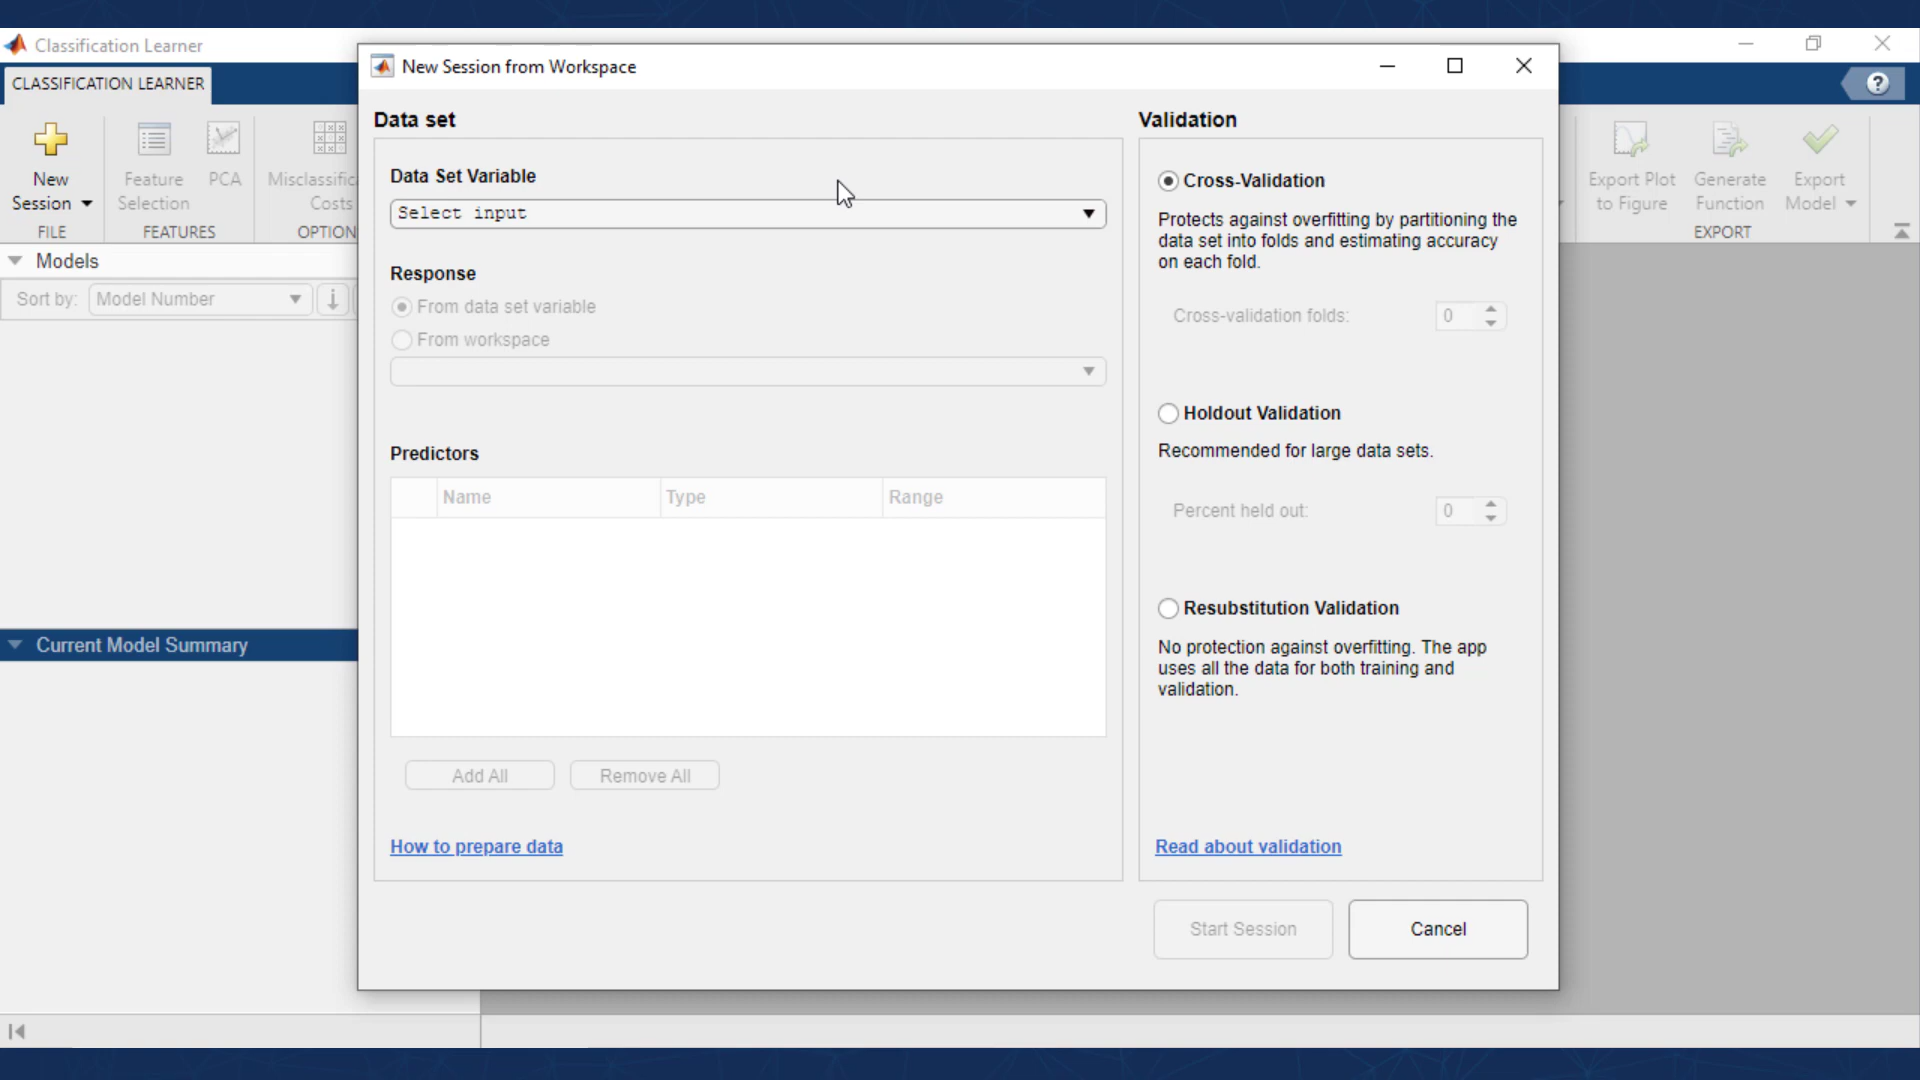 Classification Learner
CLASSIFICATION LEARNER
New
Session
FILE
Feature
Selection
PCA
FEATURES
Misclassific
Costs
OPTION
Models
Sort by:
Model Number
Current Model Summary
New Session from Workspace
Data set
Data Set Variable
Select input
Response
From data set variable
From workspace
Predictors
Name
Type
Range
Add All
Remove All
How to prepare data
Validation
Cross-Validation
Protects against overfitting by partitioning the
data set into folds and estimating accuracy
on each fold.
Cross-validation folds:
0
Holdout Validation
Recommended for large data sets.
Percent held out:
0
Resubstitution Validation
No protection against overfitting. The app
uses all the data for both training and
validation.
Read about validation
Start Session
Cancel
?
Export Plot
to Figure
Generate
Function
Export
Model
EXPORT